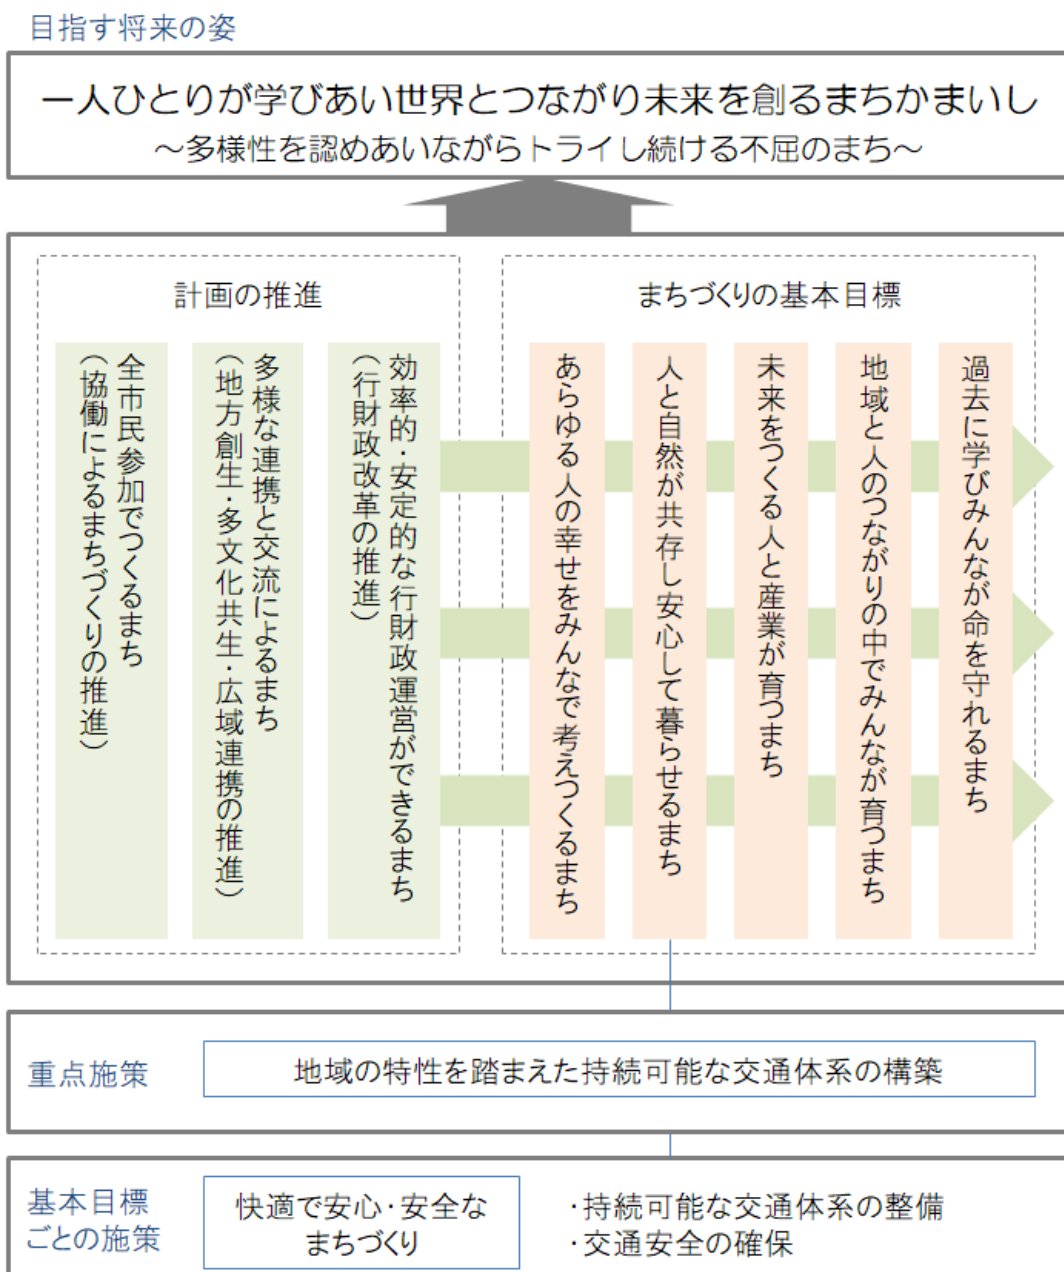 目指す将来の姿
一人ひとりが学びあい世界とつながり未来を創るまちかまいし
～多様性を認めあいながらトライし続ける不屈のまち～
計画の推進
全市民参加でつくるまち
（協働によるまちづくりの推進）
多様な連携と交流によるまち
（地方創生・多文化共生・広域連携の推進）
効率的・安定的な行財政運営ができるまち
（行財政改革の推進）
まちづくりの基本目標
あらゆる人の幸せをみんなで考えつくるまち
人と自然が共存し安心して暮らせるまち
未来をつくる人と産業が育つまち
地域と人のつながりの中でみんなが育つまち
過去に学びみんなが命を守れるまち
重点施策
地域の特性を踏まえた持続可能な交通体系の構築
基本目標
ごとの施策
快適で安心・安全な
まちづくり
・持続可能な交通体系の整備
・交通安全の確保